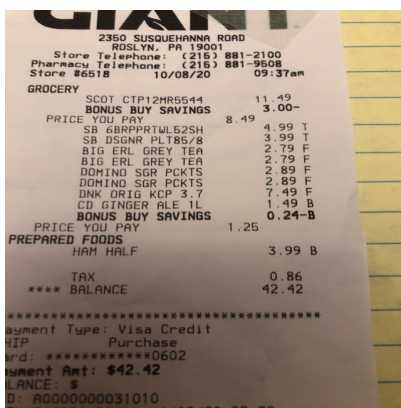 GIANT
2350 SUSQUEHANNA ROAD
ROSLYN, PA 19001
Store Telephone: (215) 881-2100
Pharmacy Telephone: (215) 881-9508
Store #6518 10/08/20 09:37am
GROCERY
SCOT CTP12MR5544 11.49
BONUS BUY SAVINGS 3.00-
PRICE YOU PAY 8.49
SB 6BRPPRTWL52SH 4.99 T
SB DSGNR PLT85/8 3.99 T
BIG ERL GREY TEA 2.79 F
BIG ERL GREY TEA 2.79 F
DOMINO SGR PCKTS 2.89 F
DOMINO SGR PCKTS 2.89 F
DNK ORIG KCP 3.7 7.49 F
CD GINGER ALE 1L 1.49 B
BONUS BUY SAVINGS 0.24-B
PRICE YOU PAY 1.25
PREPARED FOODS
HAM HALF 3.99 B
TAX 0.86
**** BALANCE 42.42
ayment Type: Visa Credit
HIP Purchase
ard: ************0602
yment Amt: $42.42
LANCE: $
D: A0000000031010